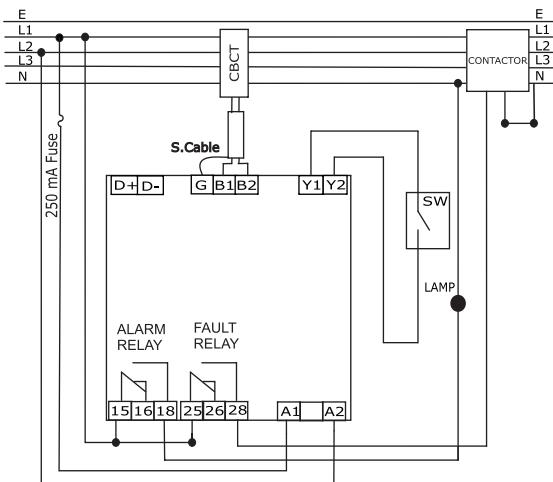 E E
L1 L1
L2 L2
L3 L3
N N
CBCT
CONTACTOR
250 mA Fuse
S.Cable
D+ D- G B1 B2 Y1 Y2
SW
LAMP
ALARM RELAY
FAULT RELAY
15 16 18 25 26 28 A1 A2